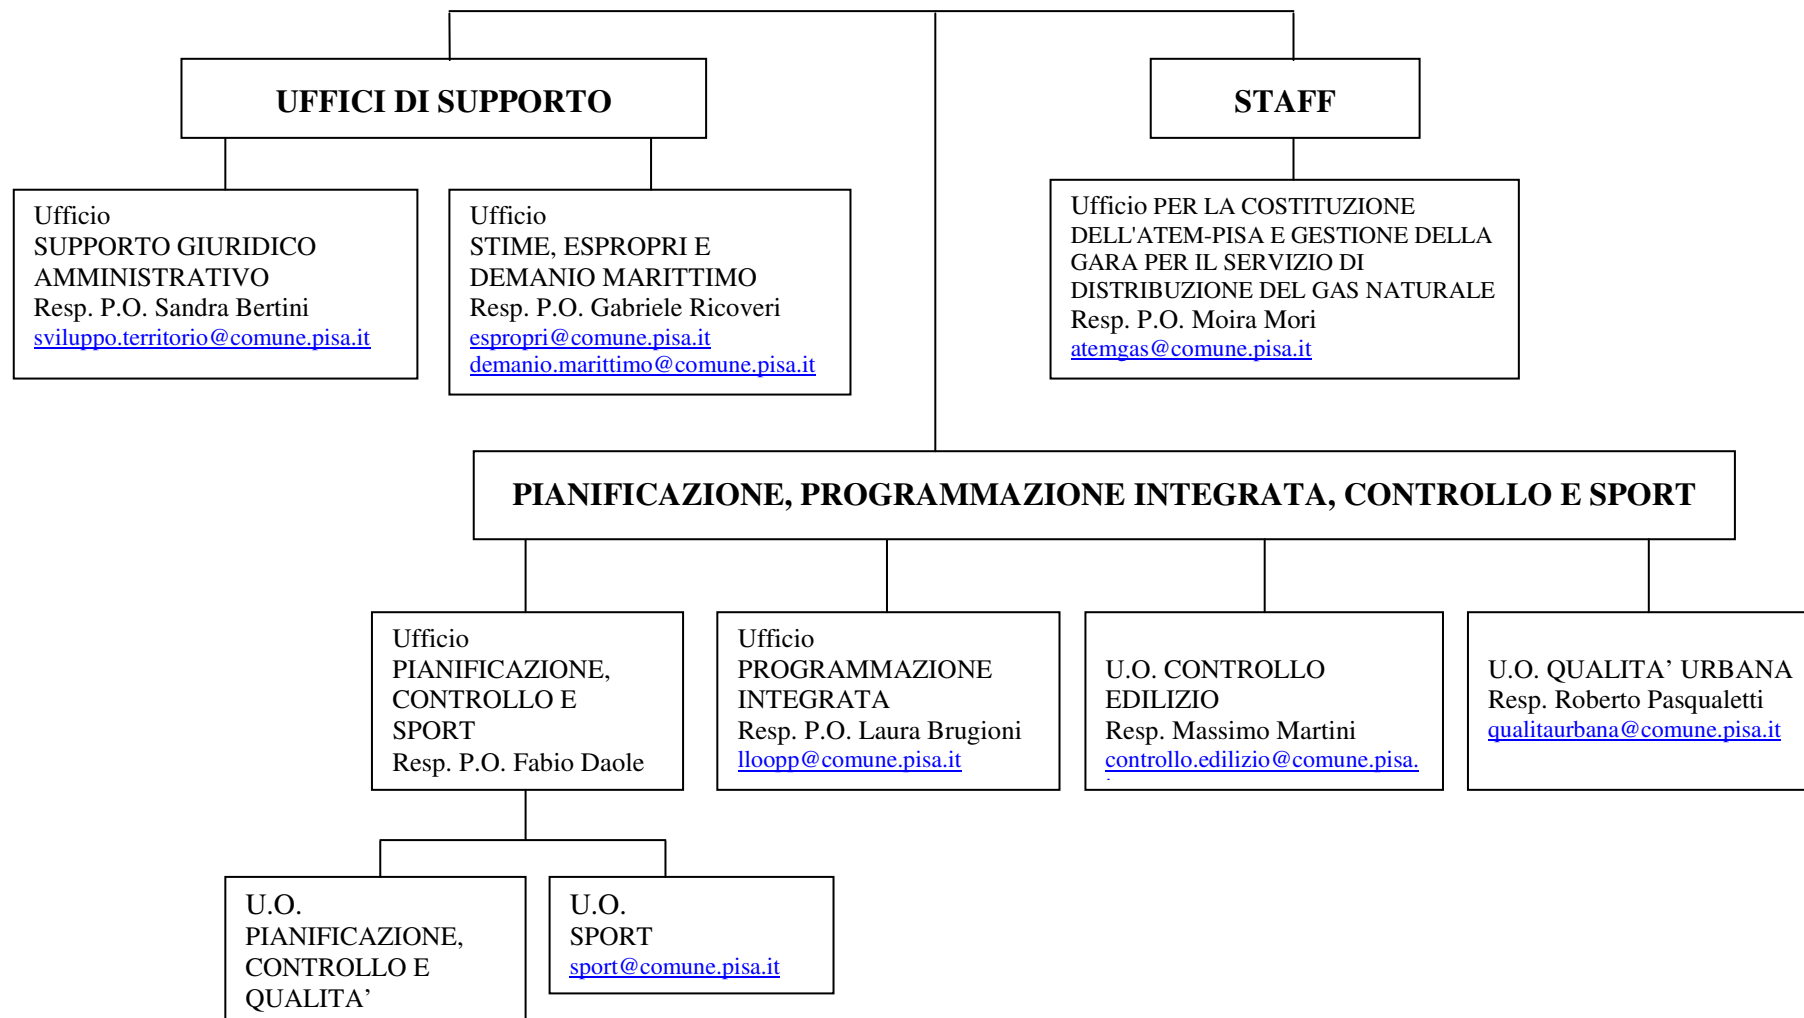 UFFICI DI SUPPORTO
STAFF
Ufficio
SUPPORTO GIURIDICO
AMMINISTRATIVO
Resp. P.O. Sandra Bertini
sviluppo.territorio@comune.pisa.it
Ufficio
STIME, ESPROPRI E
DEMANIO MARITTIMO
Resp. P.O. Gabriele Ricoveri
espropri@comune.pisa.it
demanio.marittimo@comune.pisa.it
Ufficio PER LA COSTITUZIONE
DELL'ATEM-PISA E GESTIONE DELLA
GARA PER IL SERVIZIO DI
DISTRIBUZIONE DEL GAS NATURALE
Resp. P.O. Moira Mori
atemgas@comune.pisa.it
PIANIFICAZIONE, PROGRAMMAZIONE INTEGRATA, CONTROLLO E SPORT
Ufficio
PIANIFICAZIONE,
CONTROLLO E
SPORT
Resp. P.O. Fabio Daole
Ufficio
PROGRAMMAZIONE
INTEGRATA
Resp. P.O. Laura Brugioni
lloopp@comune.pisa.it
U.O. CONTROLLO
EDILIZIO
Resp. Massimo Martini
controllo.edilizio@comune.pisa.
U.O. QUALITA’ URBANA
Resp. Roberto Pasqualetti
qualitaurbana@comune.pisa.it
U.O.
PIANIFICAZIONE,
CONTROLLO E
QUALITA’
U.O.
SPORT
sport@comune.pisa.it